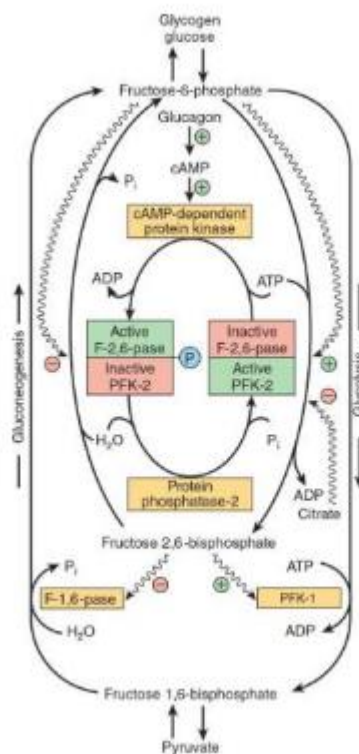 Glycogen
glucose
Fructose-6-phosphate
Glucagon
+
cAMP
+
Pi
cAMP-dependent
protein kinase
ADP
ATP
Active
F-2,6-pase
Inactive
PFK-2
P
Inactive
F-2,6-pase
Active
PFK-2
−
+
−
Gluconeogenesis
Glycolysis
H2O
Pi
Protein
phosphatase-2
ADP
Citrate
Fructose 2,6-bisphosphate
Pi
−
+
ATP
F-1,6-pase
PFK-1
H2O
ADP
Fructose 1,6-bisphosphate
Pyruvate